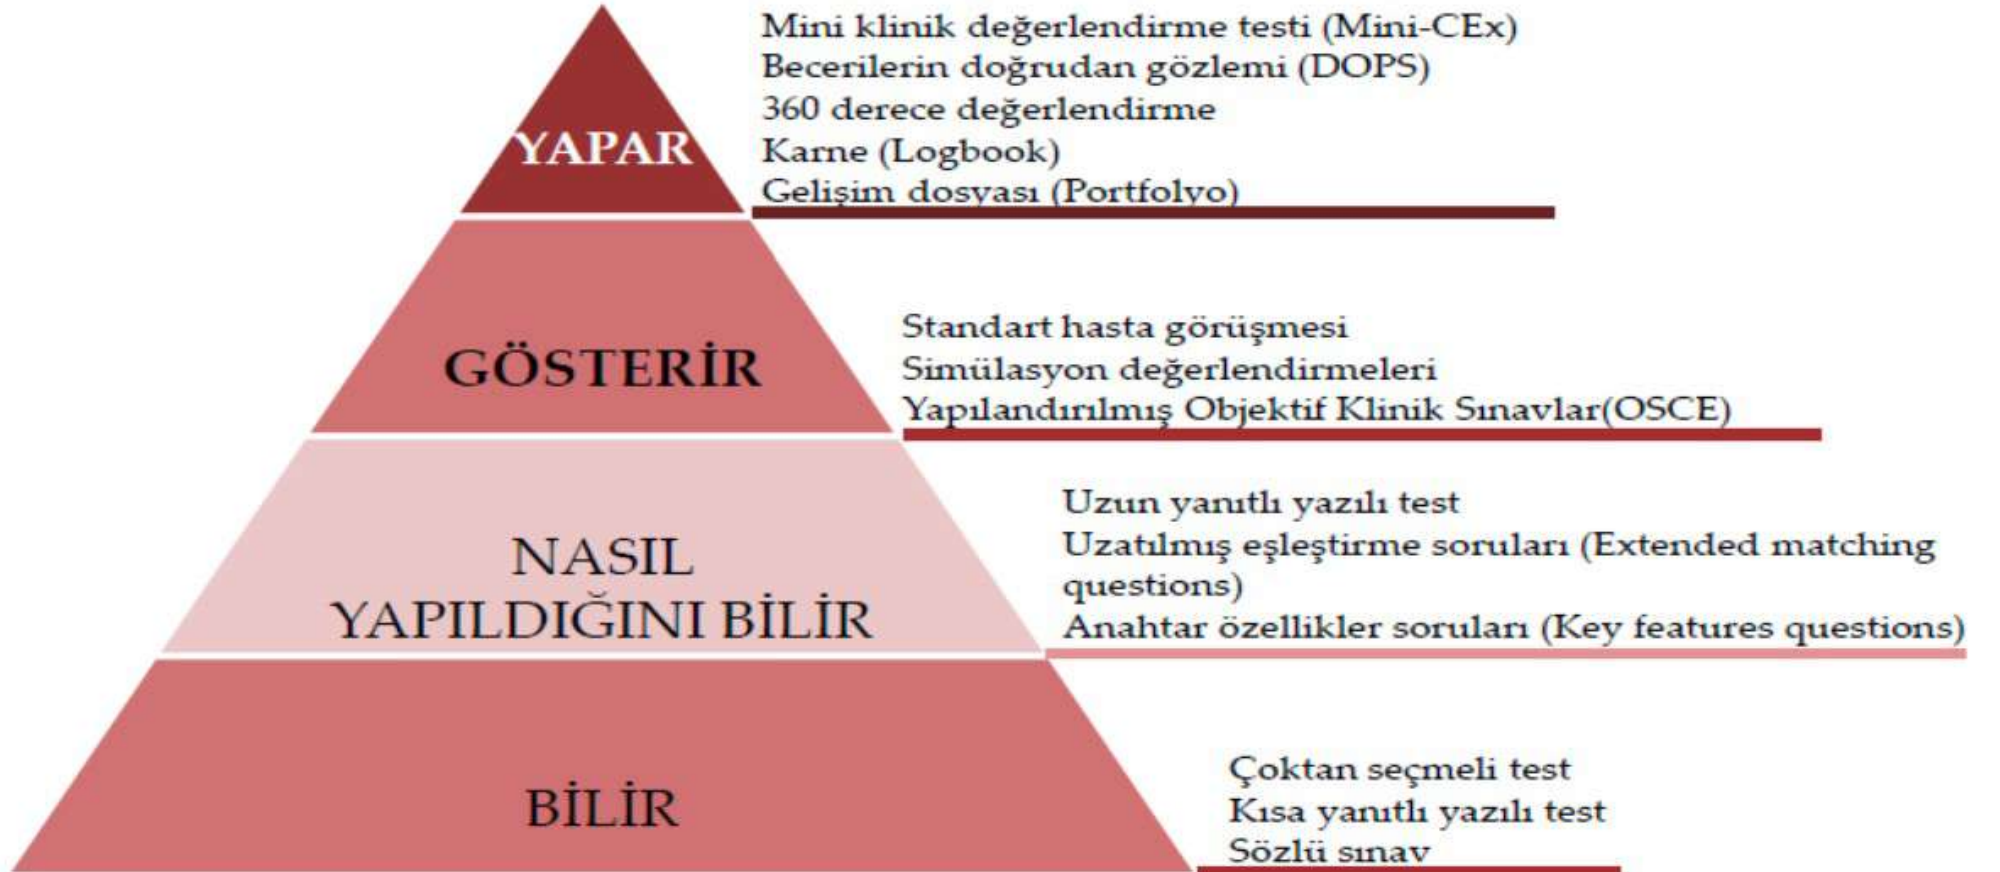 Mini klinik değerlendirme testi (Mini-CEx)
Becerilerin doğrudan gözlemi (DOPS)
360 derece değerlendirme
Karne (Logbook)
Gelişim dosyası (Portfolyo)
YAPAR
Standart hasta görüşmesi
Simülasyon değerlendirmeleri
Yapılandırılmış Objektif Klinik Sınavlar(OSCE)
GÖSTERİR
Uzun yanıtlı yazılı test
Uzatılmış eşleştirme soruları (Extended matching
questions)
Anahtar özellikler soruları (Key features questions)
NASIL
YAPILDIĞINI BİLİR
Çoktan seçmeli test
Kısa yanıtlı yazılı test
Sözlü sınav
BİLİR